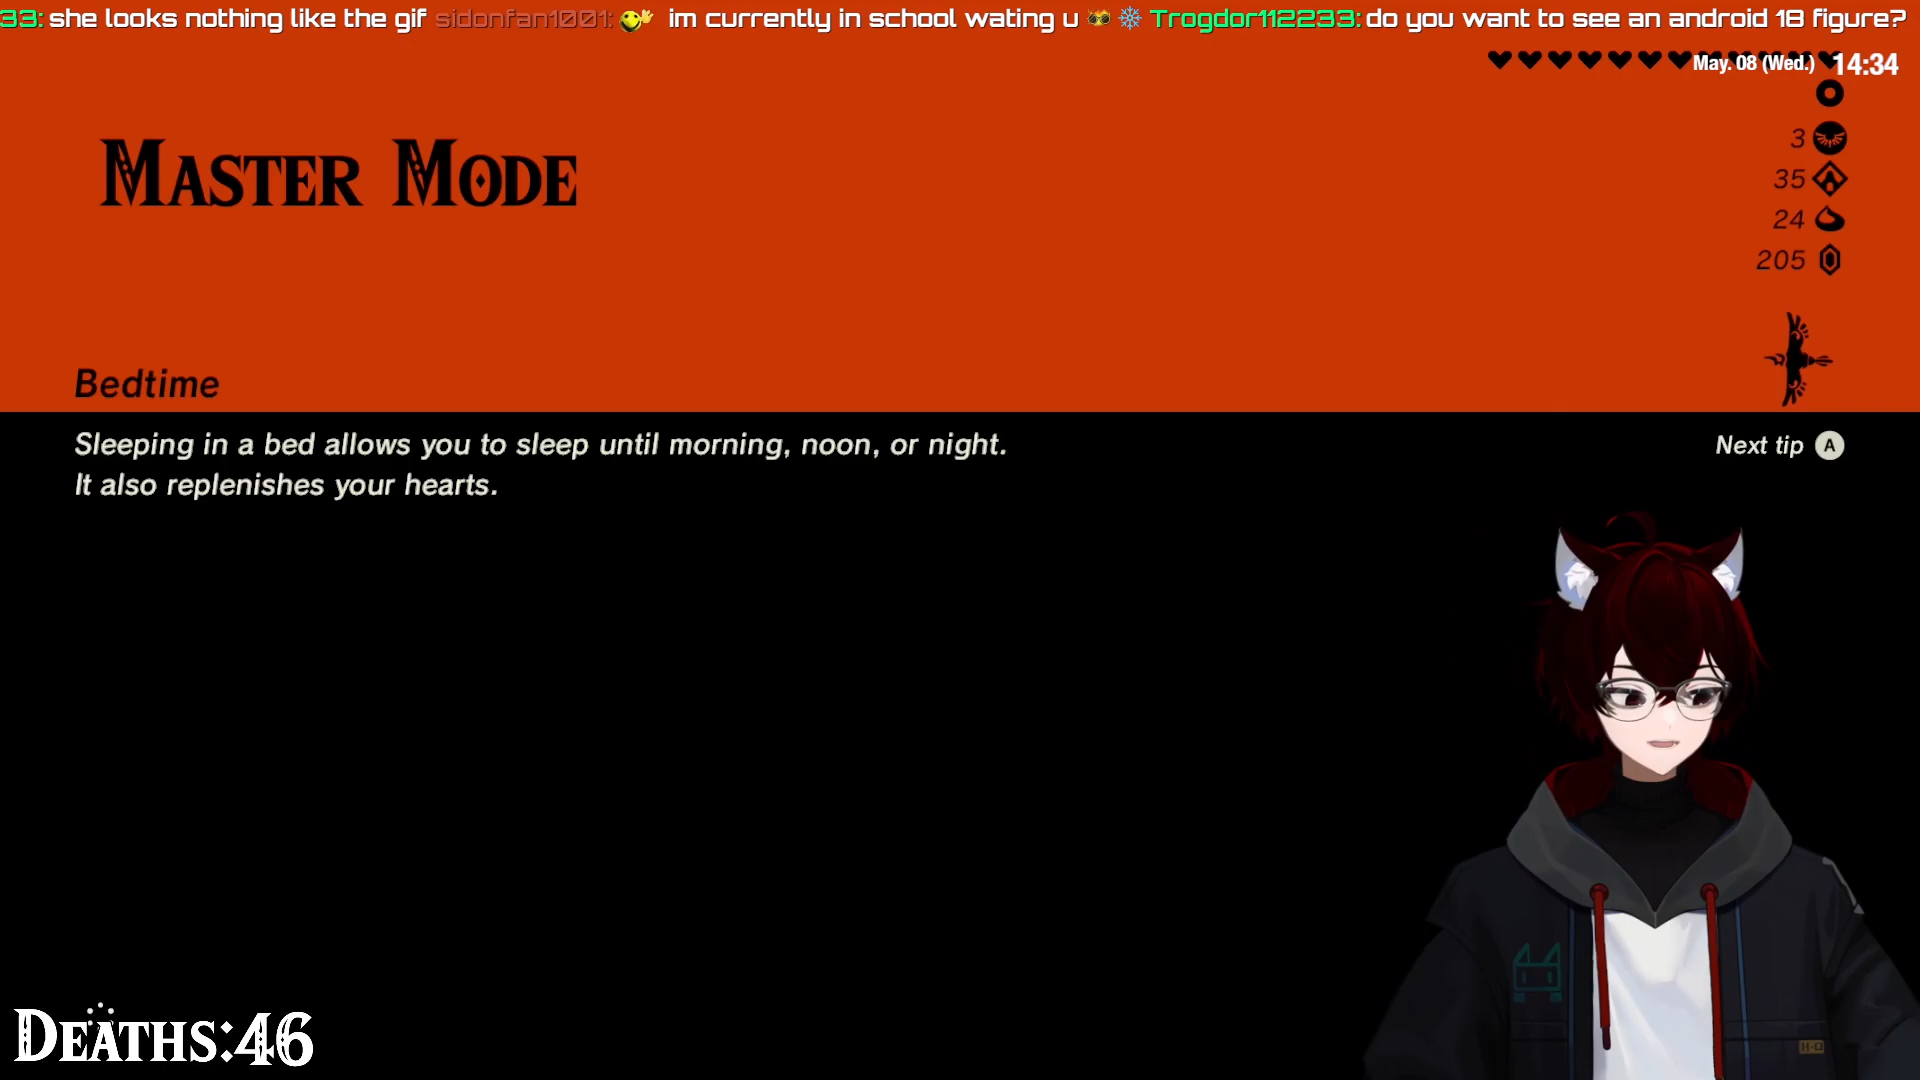 33: she looks nothing like the gif sidonfan1001: im currently in school wating u Trogdor112233: do you want to see an android 18 figure?
May. 08 (Wed.) 14:34
MASTER MODE
3
35
24
205
Bedtime
Sleeping in a bed allows you to sleep until morning, noon, or night.
It also replenishes your hearts.
Next tip A
H-0
DEATHS:46